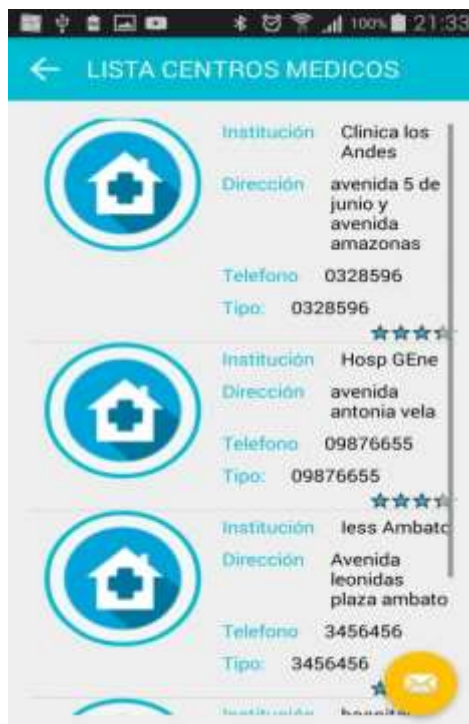 100% 21:33
LISTA CENTROS MEDICOS
Institución Clinica los
Andes
Dirección avenida 5 de
junio y
avenida
amazonas
Telefono 0328596
Tipo: 0328596
Institución Hosp GEne
Dirección avenida
antonia vela
Telefono 09876655
Tipo: 09876655
Institución Iess Ambato
Dirección Avenida
leonidas
plaza ambato
Telefono 3456456
Tipo: 3456456
Institución